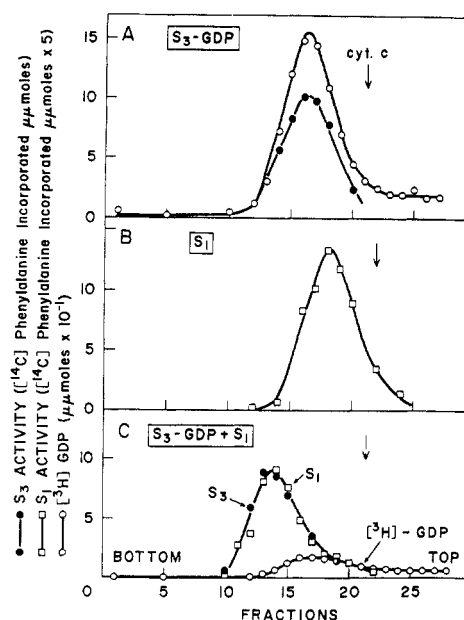 ● S₃ ACTIVITY ([¹⁴C] Phenylalanine Incorporated μμmoles)
□ S₁ ACTIVITY ([¹⁴C] Phenylalanine Incorporated μμmoles x 5)
○ [³H] GDP (μμmoles x 10⁻¹)
A
S₃-GDP
cyt. c
15
10
5
0
B
S₁
10
5
0
C
S₃-GDP + S₁
10
5
0
S₃
S₁
[³H]-GDP
BOTTOM
TOP
0 5 10 15 20 25
FRACTIONS